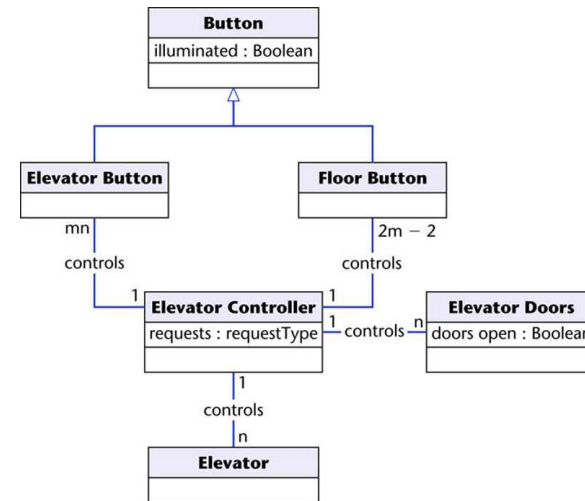 Button
illuminated : Boolean
Elevator Button
Floor Button
mn
2m − 2
controls
controls
1
1
Elevator Controller
Elevator Doors
requests : requestType
1
controls
n
doors open : Boolean
1
controls
n
Elevator